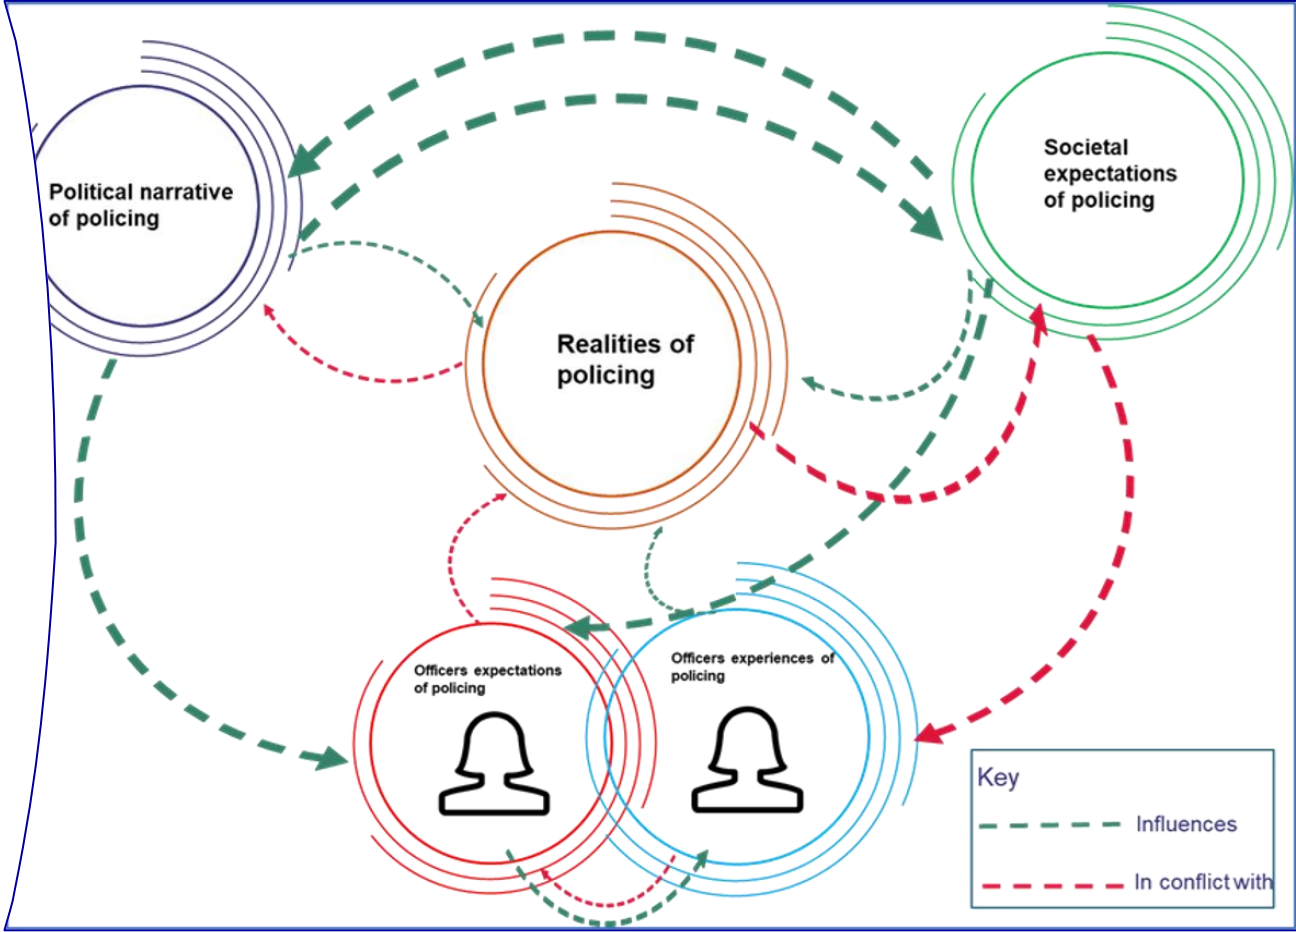 Political narrative
of policing
Societal
expectations
of policing
Realities of
policing
Officers expectations
of policing
Officers experiences of
policing
Key
Influences
In conflict with